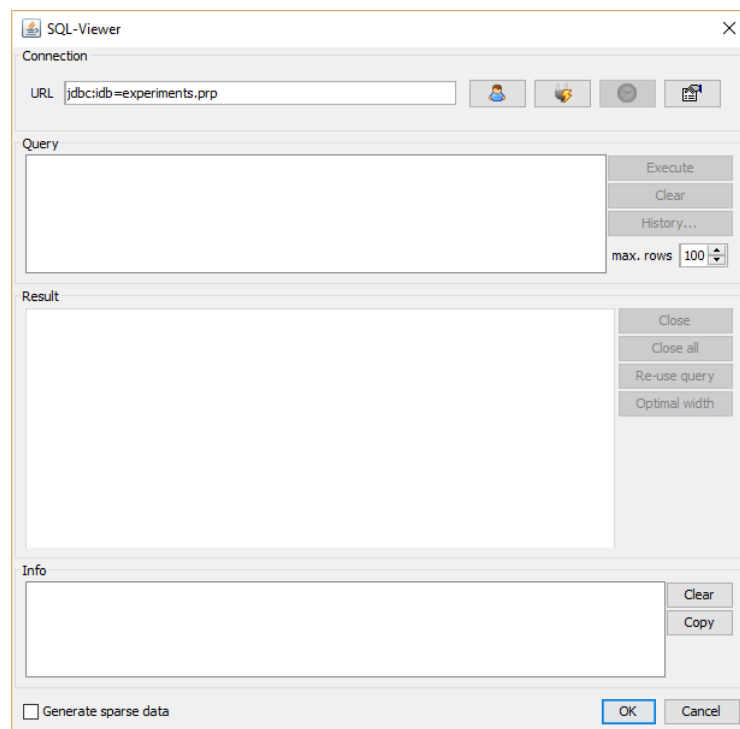 SQL-Viewer
Connection
URL jdbc:idb=experiments.prp
Query
Execute
Clear
History...
max. rows 100
Result
Close
Close all
Re-use query
Optimal width
Info
Clear
Copy
Generate sparse data OK Cancel